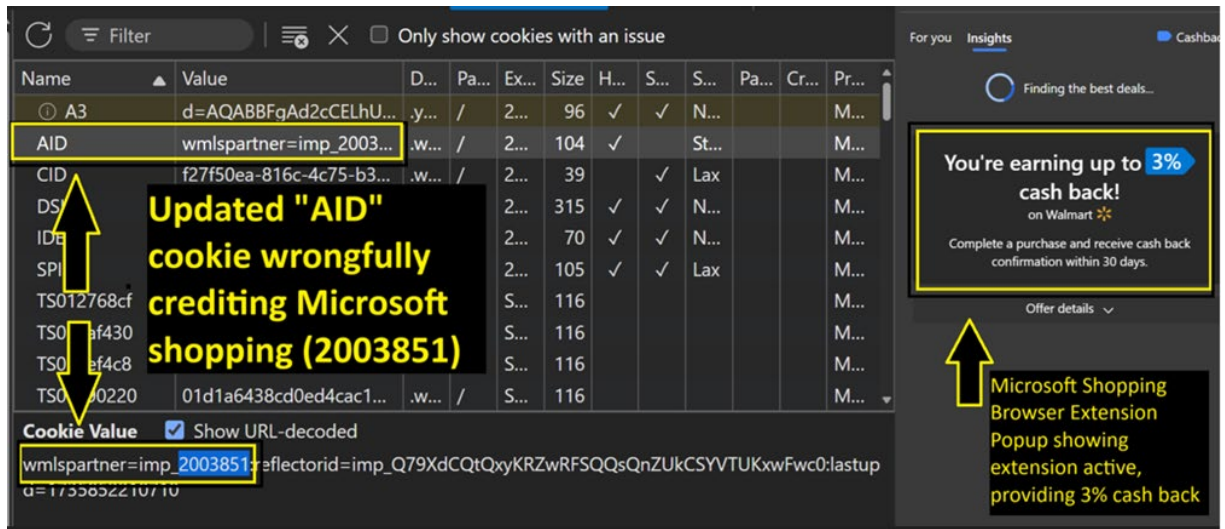 Filter
Only show cookies with an issue
Name Value D... Pa... Ex... Size H... S... S... Pa... Cr... Pr...
A3 d=AQABBFgAd2cCELhU... .y... / 2... 96 ✓ ✓ N... M...
AID wmlspartner=imp_2003... .w... / 2... 104 ✓ St... M...
CID f27f50ea-816c-4c75-b3... .w... / 2... 39 ✓ Lax M...
2... 315 ✓ ✓ N... M...
2... 70 ✓ ✓ N... M...
2... 105 ✓ ✓ Lax M...
TS012768cf S... 116 M...
S... 116 M...
S... 116 M...
01d1a6438cd0ed4cac1... .w... / S... 116 M...
Updated "AID"
cookie wrongfully
crediting Microsoft
shopping (2003851)
Cookie Value Show URL-decoded
wmlspartner=imp_2003851:reflectorid=imp_Q79XdCQtQxyKRZwRFSQQsQnZUkCSYVTUKxwFwc0:lastup
d=1735852210710
For you Insights Cashbac
Finding the best deals...
You're earning up to 3%
cash back!
on Walmart
Complete a purchase and receive cash back
confirmation within 30 days.
Offer details
Microsoft Shopping
Browser Extension
Popup showing
extension active,
providing 3% cash back